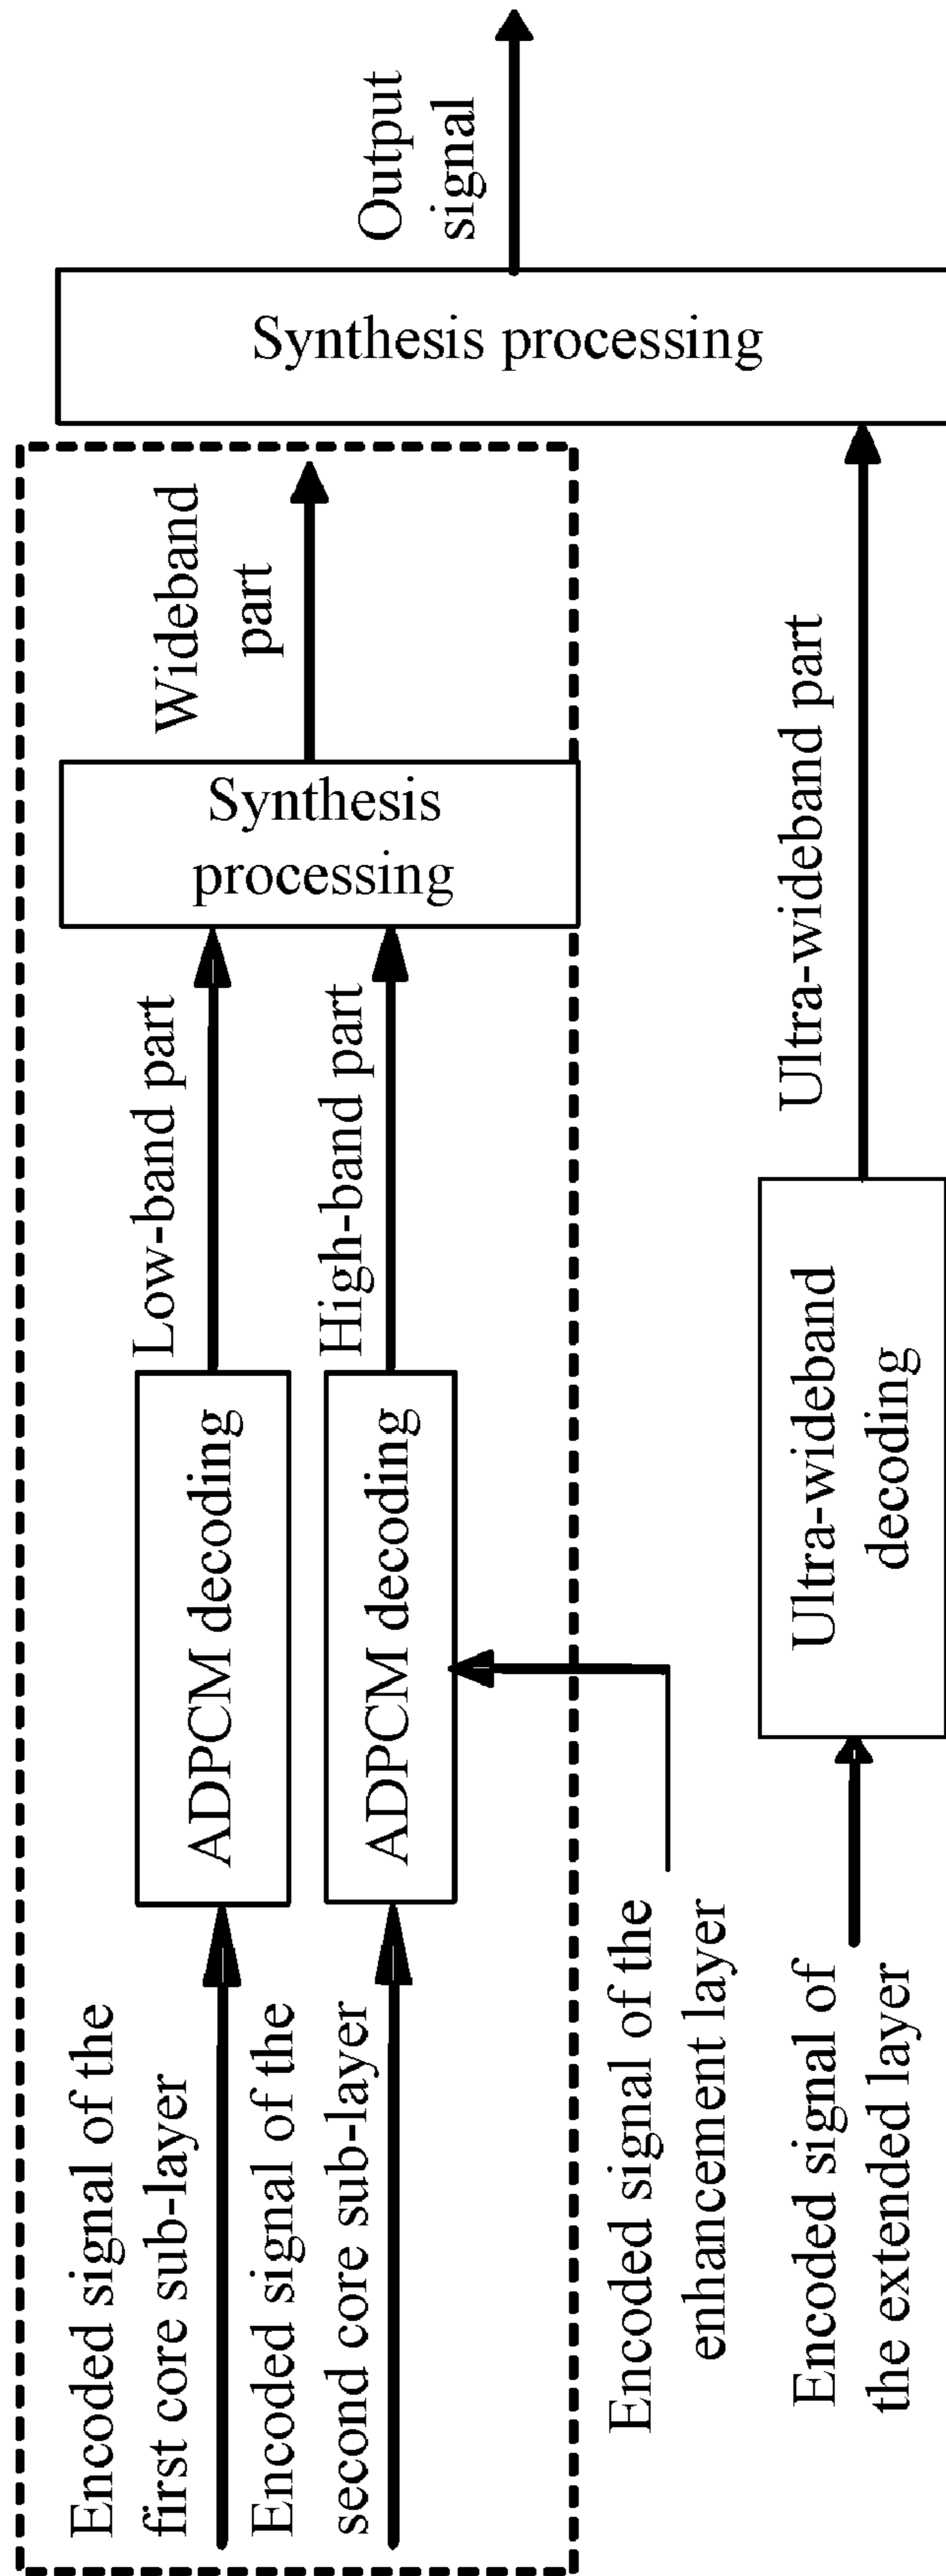 Encoded signal of the
first core sub-layer
Encoded signal of the
second core sub-layer
Encoded signal of the
enhancement layer
Encoded signal of
the extended layer
ADPCM decoding
ADPCM decoding
Ultra-wideband
decoding
Low-band part
High-band part
Ultra-wideband part
Synthesis
processing
Wideband
part
Synthesis processing
Output
signal